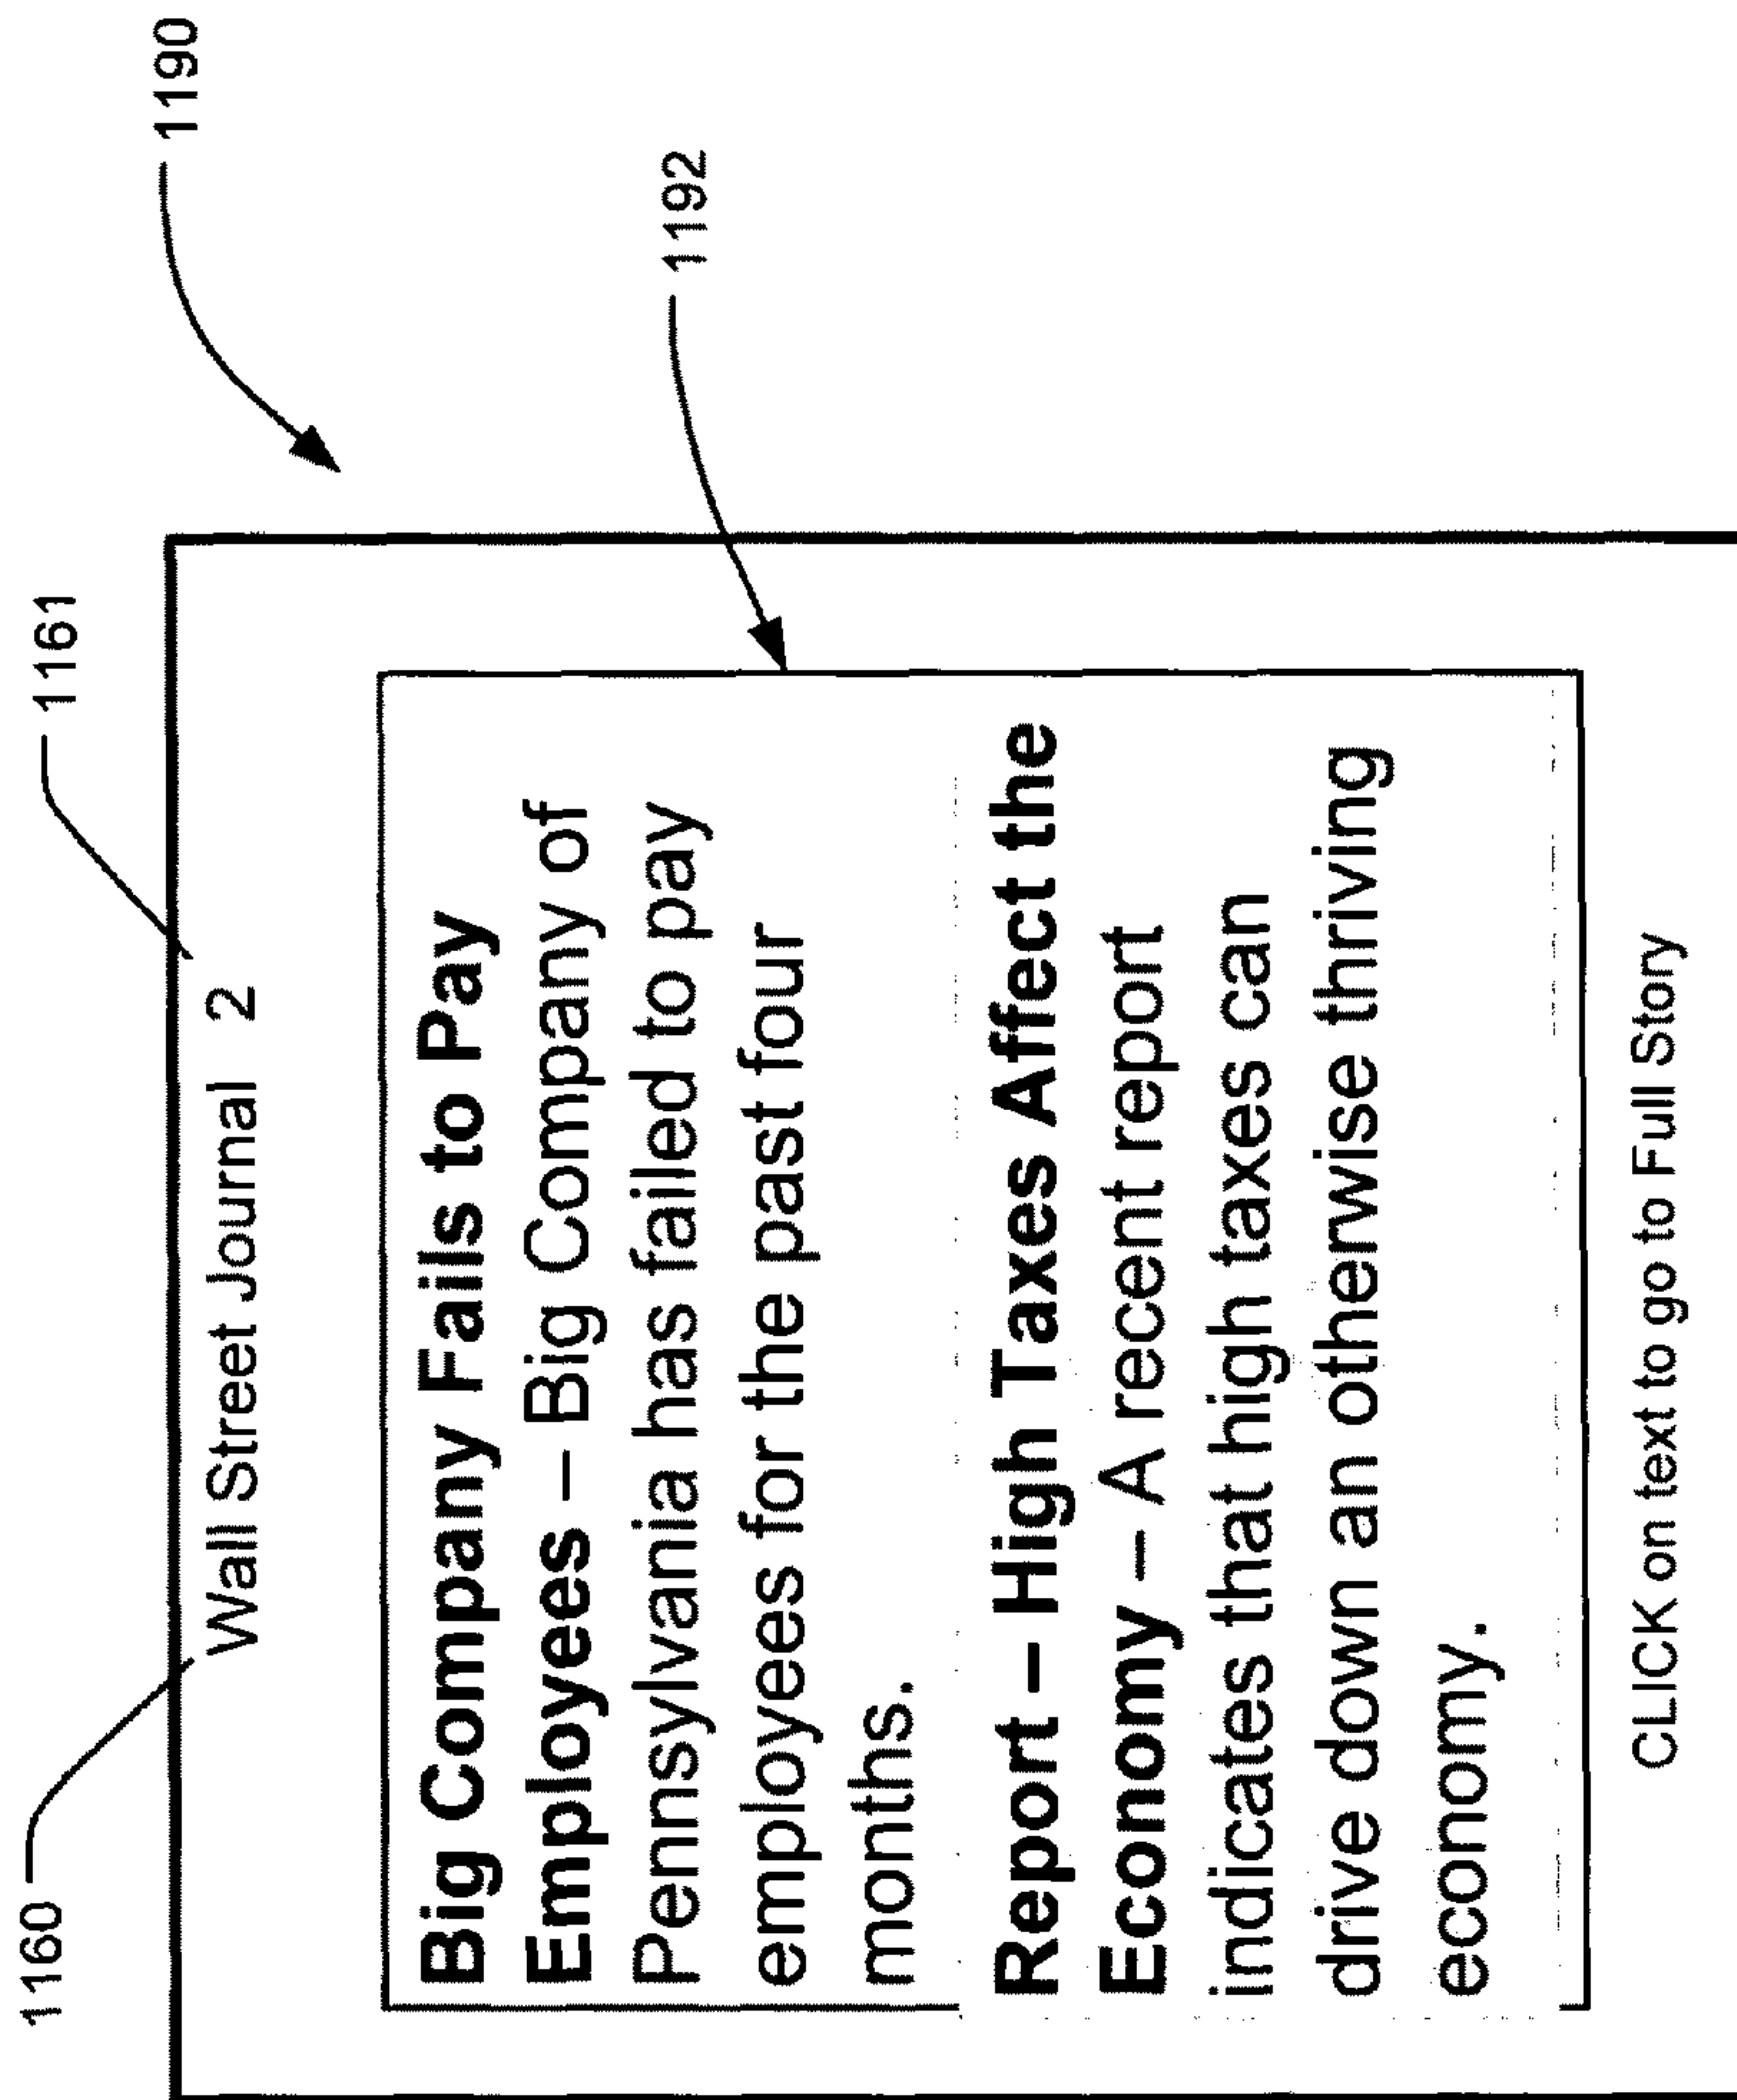 1160
1161
1190
Wall Street Journal 2
1192
Big Company Fails to Pay
Employees – Big Company of
Pennsylvania has failed to pay
employees for the past four
months.
Report – High Taxes Affect the
Economy – A recent report
indicates that high taxes can
drive down an otherwise thriving
economy.
CLICK on text to go to Full Story